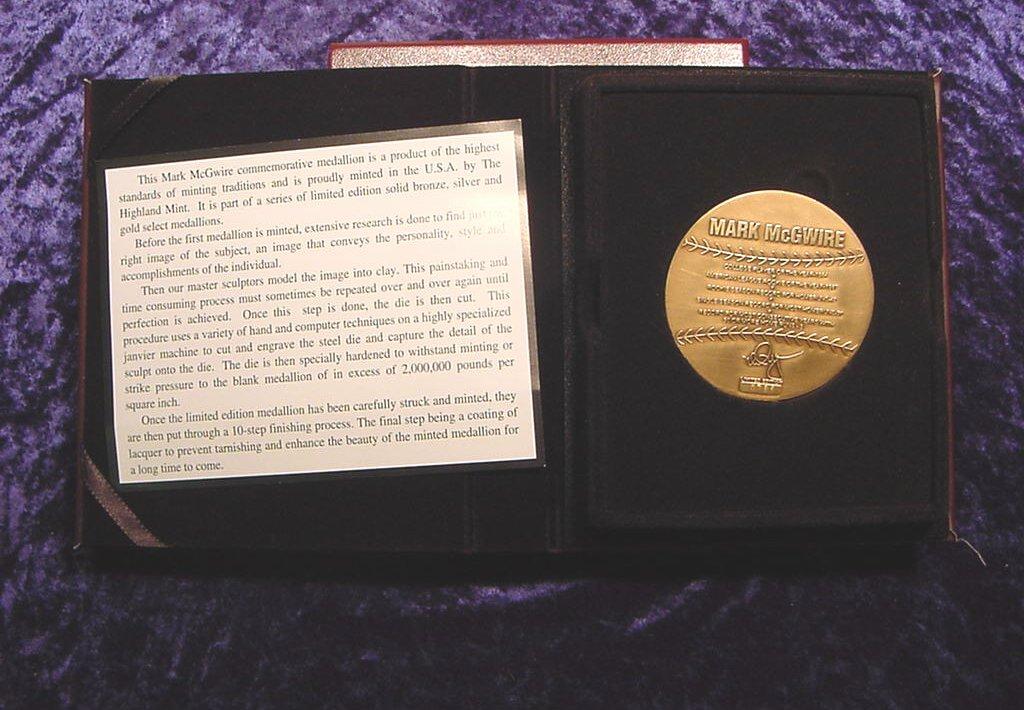 This Mark McGwire commemorative medallion is a product of the highest
standards of minting traditions and is proudly minted in the U.S.A. by The
Highland Mint. It is part of a series of limited edition solid bronze, silver and
gold select medallions.
Before the first medallion is minted, extensive research is done to find just the
right image of the subject, an image that conveys the personality, style and
accomplishments of the individual.
Then our master sculptors model the image into clay. This painstaking and
time consuming process must sometimes be repeated over and over again until
perfection is achieved. Once this step is done, the die is then cut. This
procedure uses a variety of hand and computer techniques on a highly specialized
janvier machine to cut and engrave the steel die and capture the detail of the
sculpt onto the die. The die is then specially hardened to withstand minting or
strike pressure to the blank medallion of in excess of 2,000,000 pounds per
square inch.
Once the limited edition medallion has been carefully struck and minted, they
are then put through a 10-step finishing process. The final step being a coating of
lacquer to prevent tarnishing and enhance the beauty of the minted medallion for
a long time to come.
MARK McGWIRE
COLLEGE PLAYER OF THE YEAR